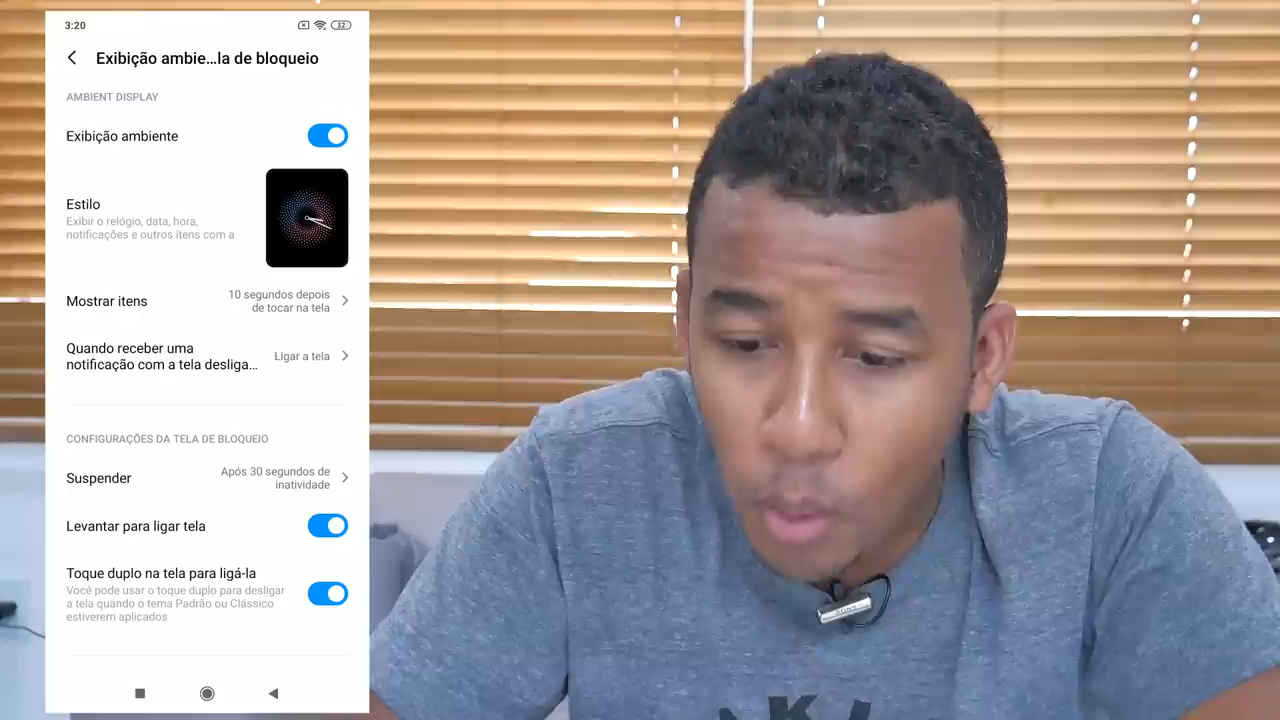 3:20
32
Exibição ambie...la de bloqueio
AMBIENT DISPLAY
Exibição ambiente
Estilo
Exibir o relógio, data, hora,
notificações e outros itens com a
Mostrar itens
10 segundos depois
de tocar na tela
Quando receber uma
notificação com a tela desliga...
Ligar a tela
CONFIGURAÇÕES DA TELA DE BLOQUEIO
Suspender
Após 30 segundos de
inatividade
Levantar para ligar tela
Toque duplo na tela para ligá-la
Você pode usar o toque duplo para desligar
a tela quando o tema Padrão ou Clássico
estiverem aplicados